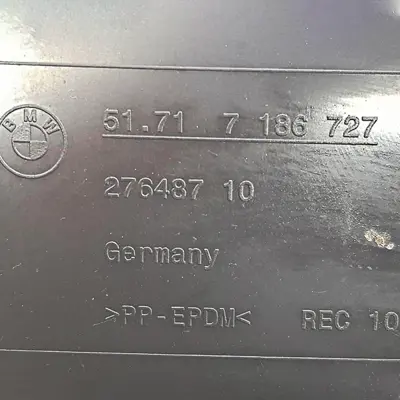 BMW
51.71 7 186 727
276487 10
Germany
>PP-EPDM< REC 10